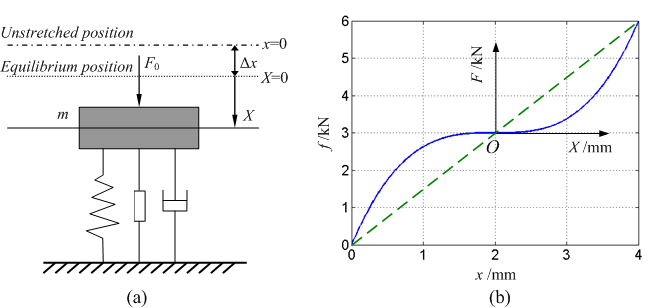 Unstretched position
x=0
F0
Δx
Equilibrium position
X=0
m
X
(a)
6
5
4
3
2
1
0
f /kN
F /kN
O
X /mm
0
1
2
3
4
x /mm
(b)